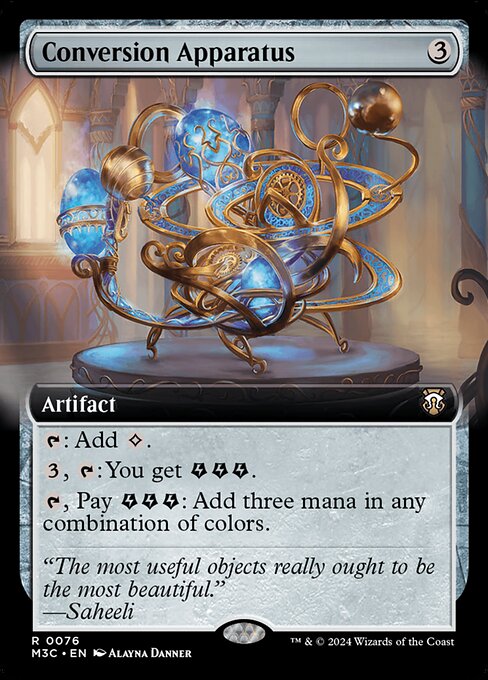 Conversion Apparatus 3
Artifact
: Add .
3, : You get .
, Pay : Add three mana in any
combination of colors.
“The most useful objects really ought to be
the most beautiful.”
—Saheeli
R 0076 ™ & © 2024 Wizards of the Coast
M3C • EN ALAYNA DANNER